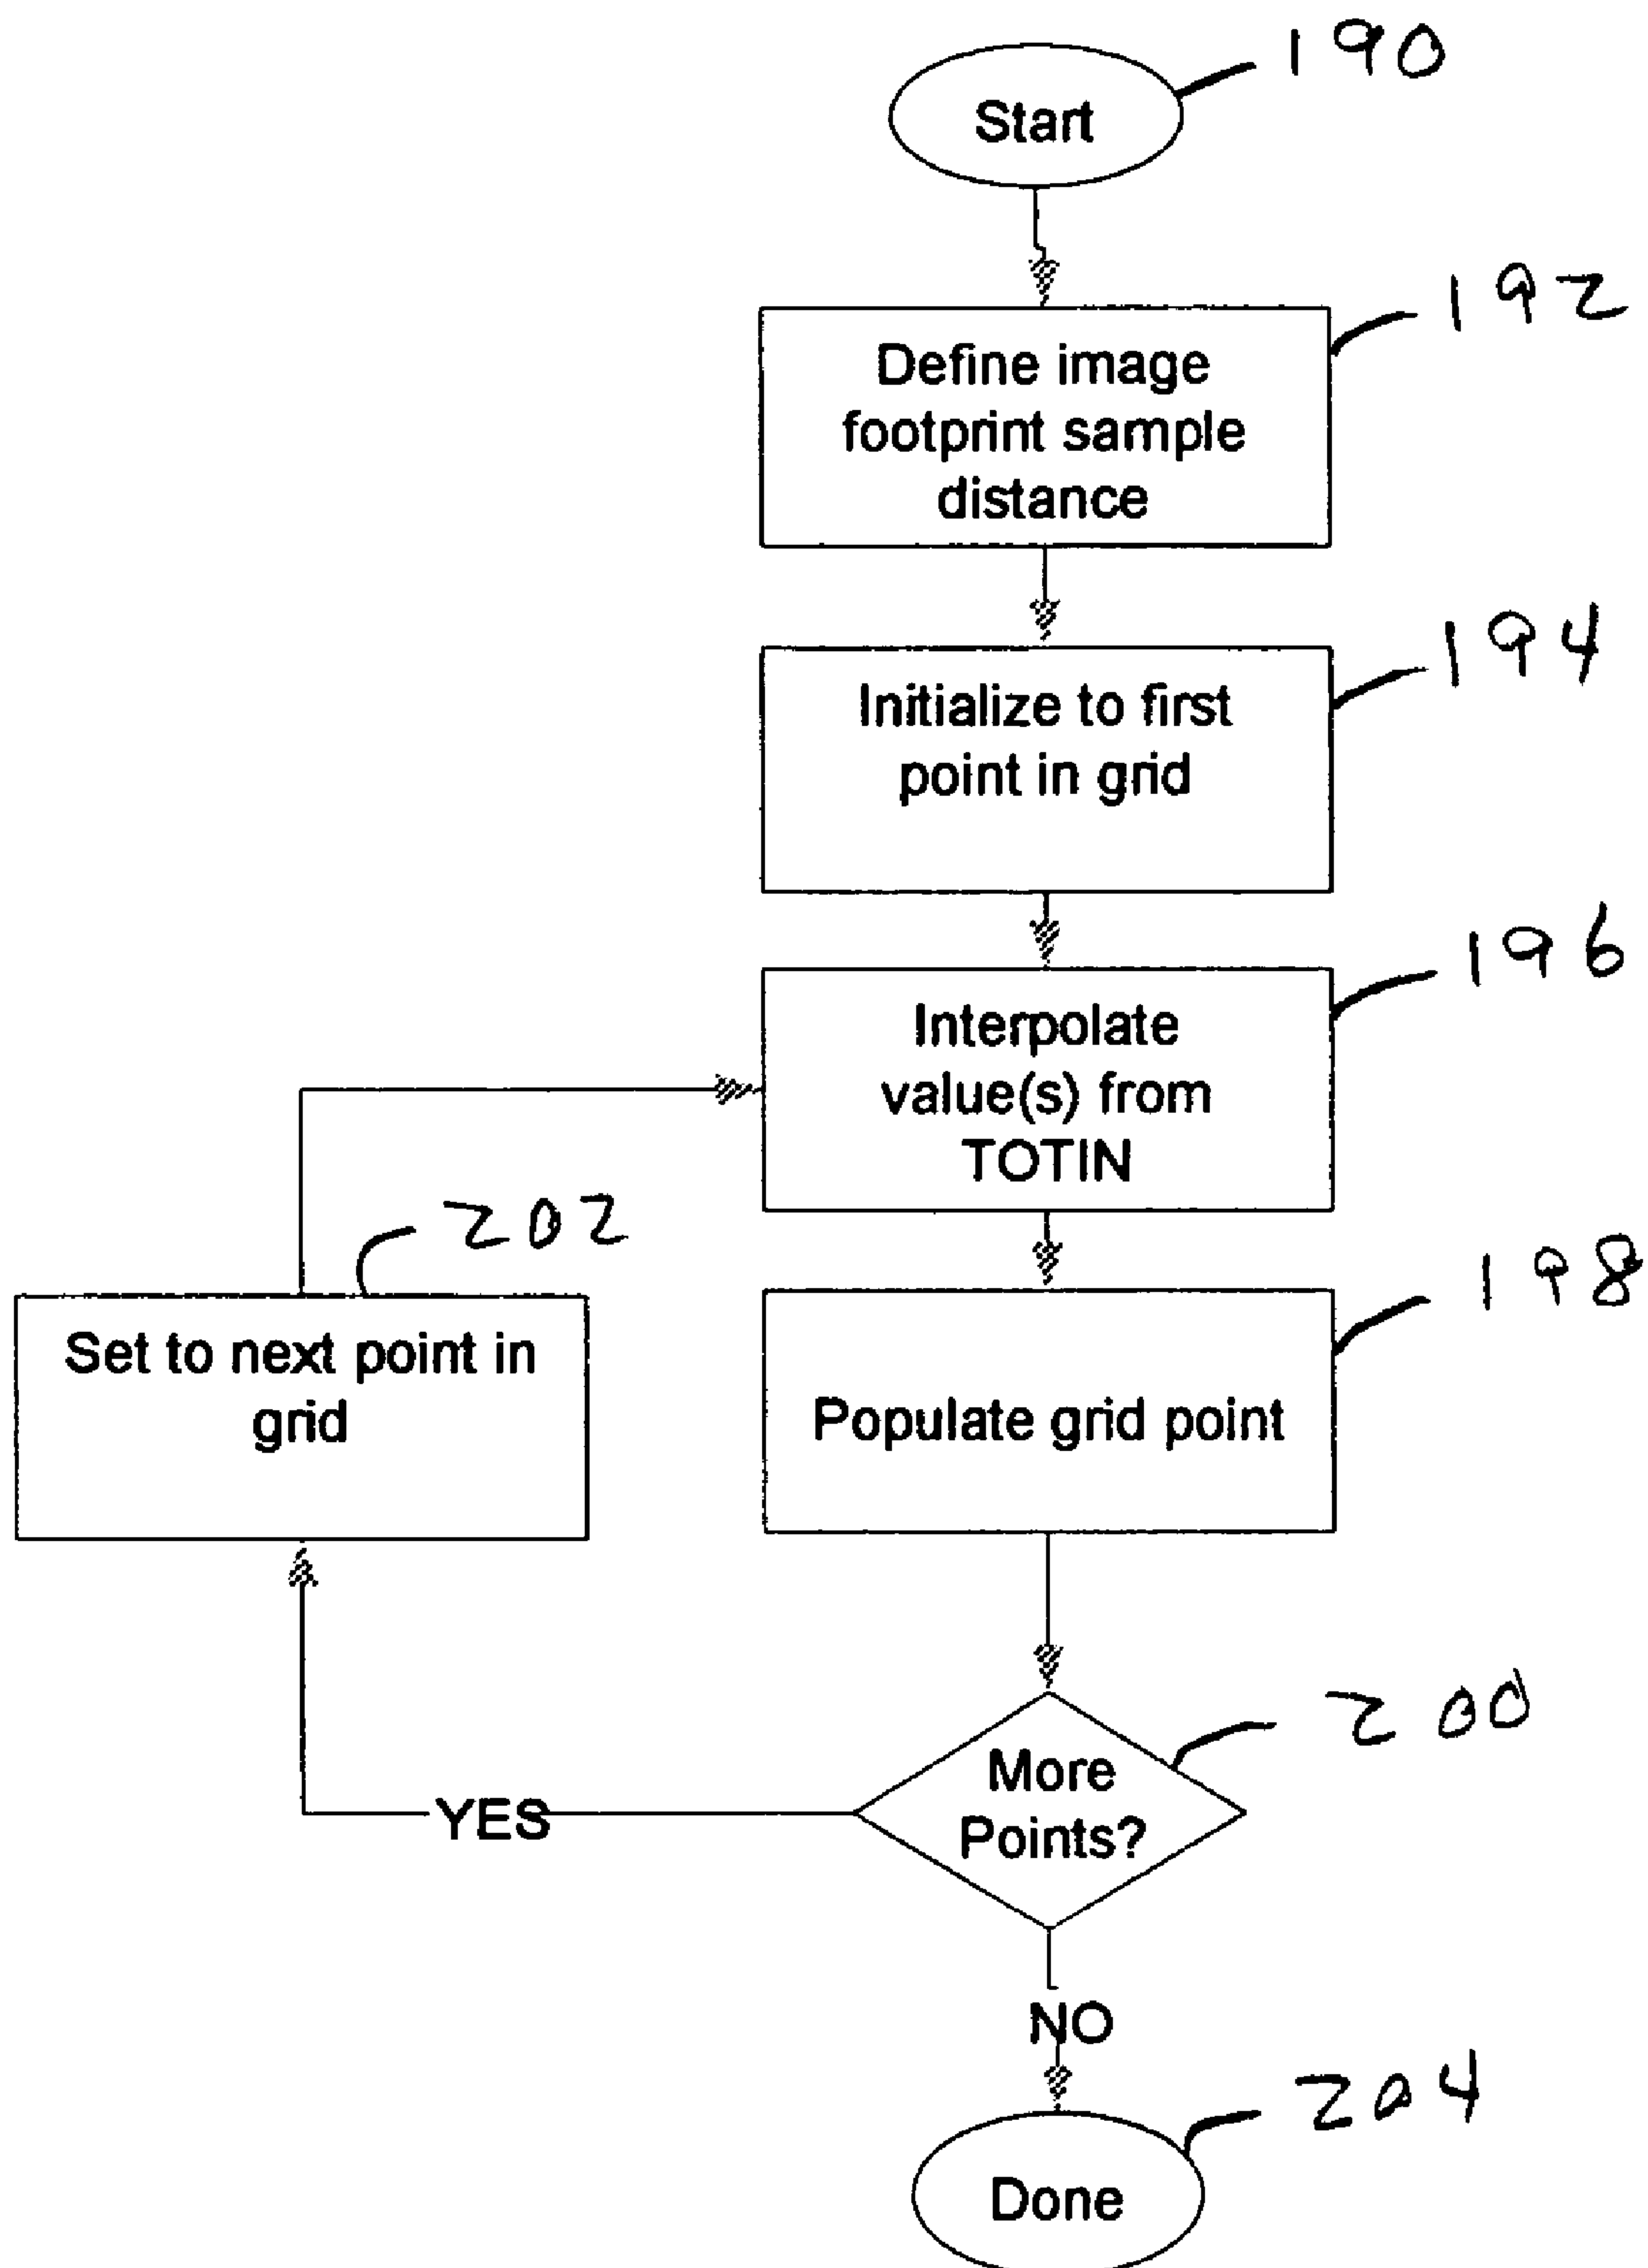 190
Start
192
Define image
footprint sample
distance
194
Initialize to first
point in grid
196
Interpolate
value(s) from
TOTIN
202
Set to next point in
grid
198
Populate grid point
200
More
Points?
YES
NO
204
Done